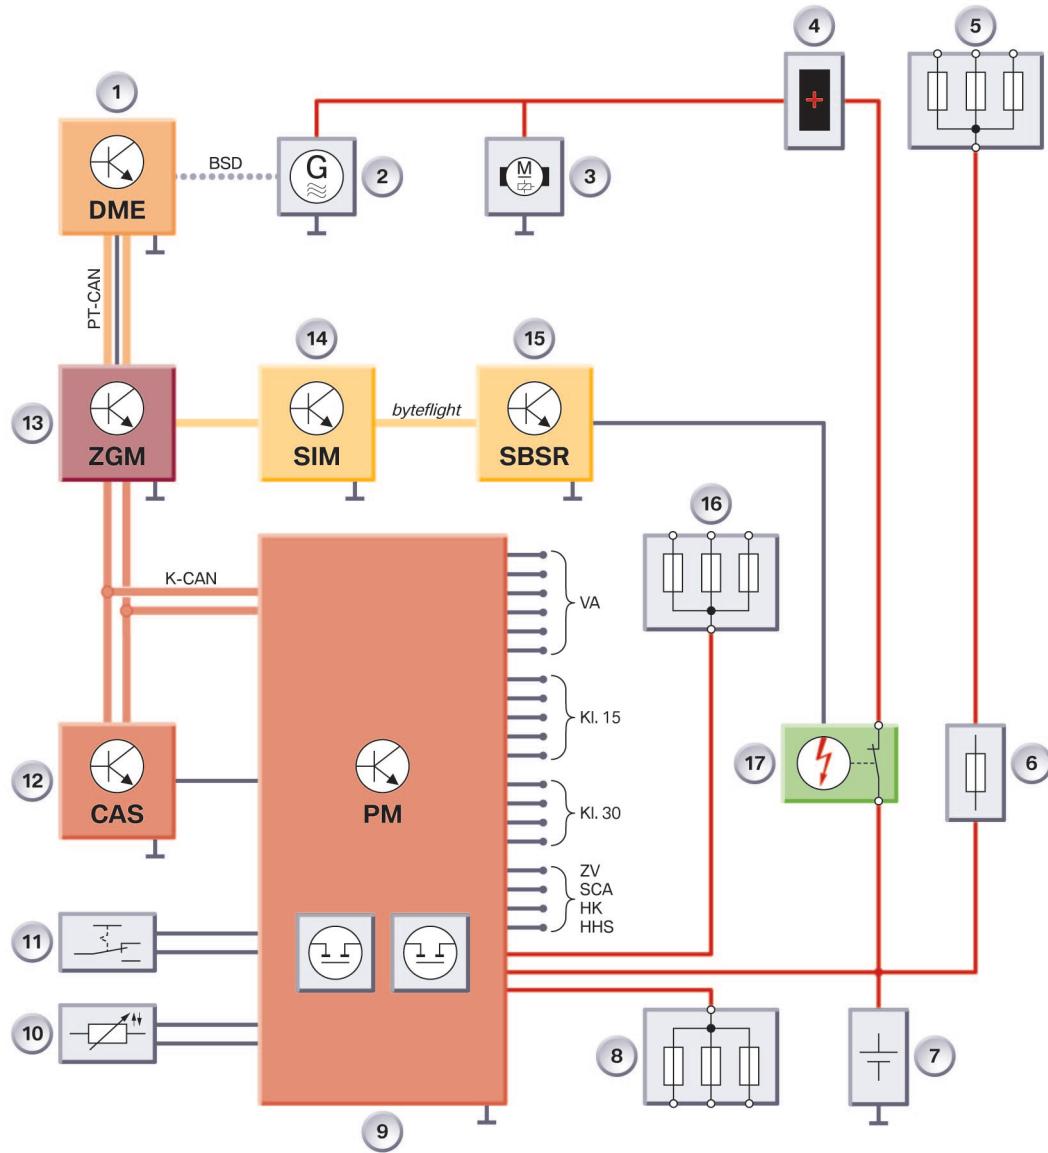 4
5
1
DME
BSD
G
2
M
3
PT-CAN
14
15
13
ZGM
SIM
byteflight
SBSR
16
K-CAN
VA
Kl. 15
12
CAS
PM
17
6
Kl. 30
ZV
SCA
HK
HHS
11
10
8
7
9